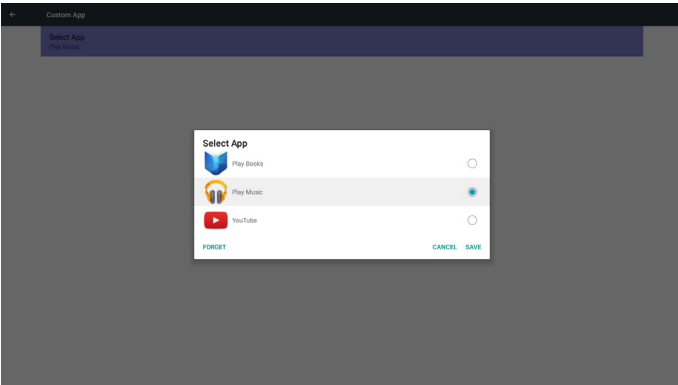 Custom App
Select App
Play Music
Select App
Play Books
Play Music
YouTube
FORGET
CANCEL SAVE